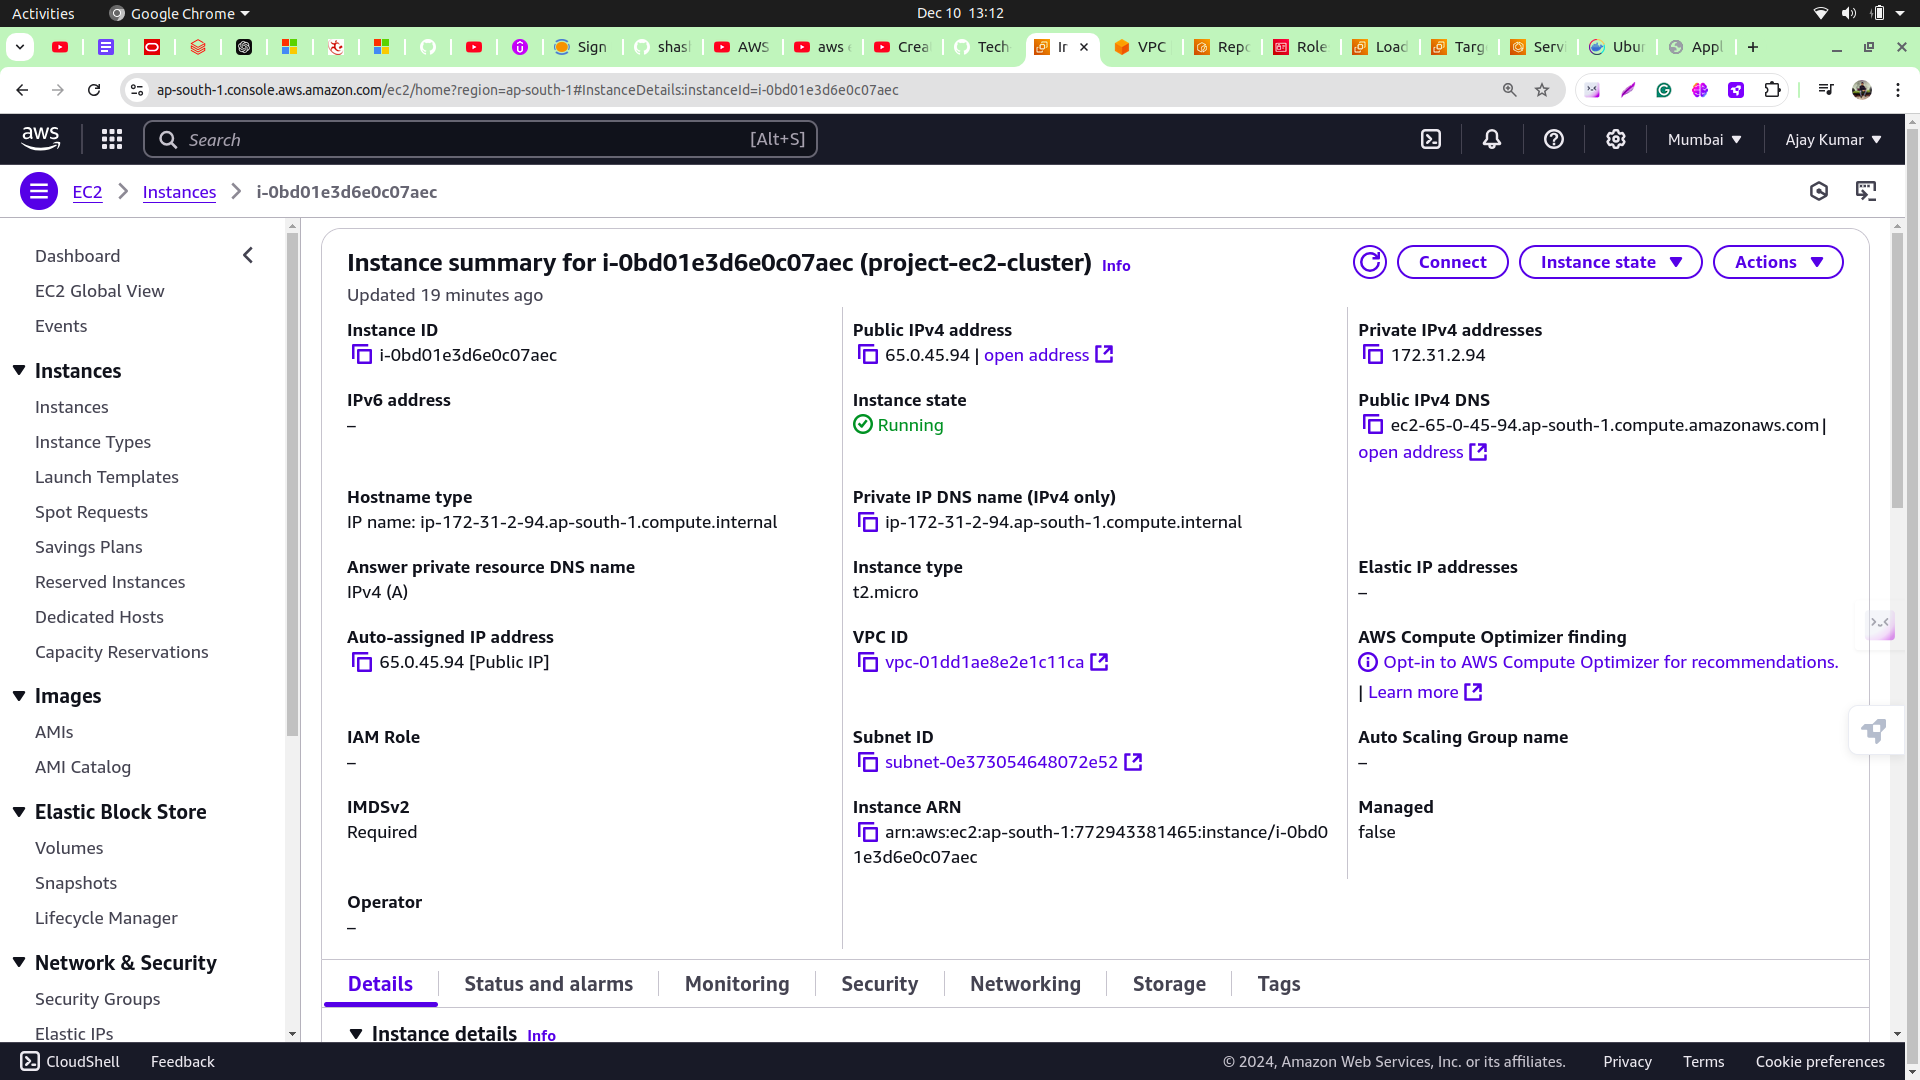 Activities
Google Chrome
Dec 10 13:12
Sign
shas
AWS
aws
Crea
Tech
VPC
Repo
Role
Load
Targ
Servi
Ubun
Appl
ap-south-1.console.aws.amazon.com/ec2/home?region=ap-south-1#InstanceDetails:instanceId=i-0bd01e3d6e0c07aec
aws
Search
[Alt+S]
Mumbai
Ajay Kumar
EC2
Instances
i-0bd01e3d6e0c07aec
Dashboard
EC2 Global View
Events
Instances
Instances
Instance Types
Launch Templates
Spot Requests
Savings Plans
Reserved Instances
Dedicated Hosts
Capacity Reservations
Images
AMIs
AMI Catalog
Elastic Block Store
Volumes
Snapshots
Lifecycle Manager
Network & Security
Security Groups
Elastic IPs
Instance summary for i-0bd01e3d6e0c07aec (project-ec2-cluster) Info
Updated 19 minutes ago
Connect
Instance state
Actions
Instance ID
i-0bd01e3d6e0c07aec
Public IPv4 address
65.0.45.94 | open address
Private IPv4 addresses
172.31.2.94
IPv6 address
–
Instance state
Running
Public IPv4 DNS
ec2-65-0-45-94.ap-south-1.compute.amazonaws.com |
open address
Hostname type
IP name: ip-172-31-2-94.ap-south-1.compute.internal
Private IP DNS name (IPv4 only)
ip-172-31-2-94.ap-south-1.compute.internal
Answer private resource DNS name
IPv4 (A)
Instance type
t2.micro
Elastic IP addresses
–
Auto-assigned IP address
65.0.45.94 [Public IP]
VPC ID
vpc-01dd1ae8e2e1c11ca
AWS Compute Optimizer finding
Opt-in to AWS Compute Optimizer for recommendations.
| Learn more
IAM Role
–
Subnet ID
subnet-0e373054648072e52
Auto Scaling Group name
–
IMDSv2
Required
Instance ARN
arn:aws:ec2:ap-south-1:772943381465:instance/i-0bd0
1e3d6e0c07aec
Managed
false
Operator
–
Details
Status and alarms
Monitoring
Security
Networking
Storage
Tags
Instance details Info
CloudShell
Feedback
© 2024, Amazon Web Services, Inc. or its affiliates.
Privacy
Terms
Cookie preferences